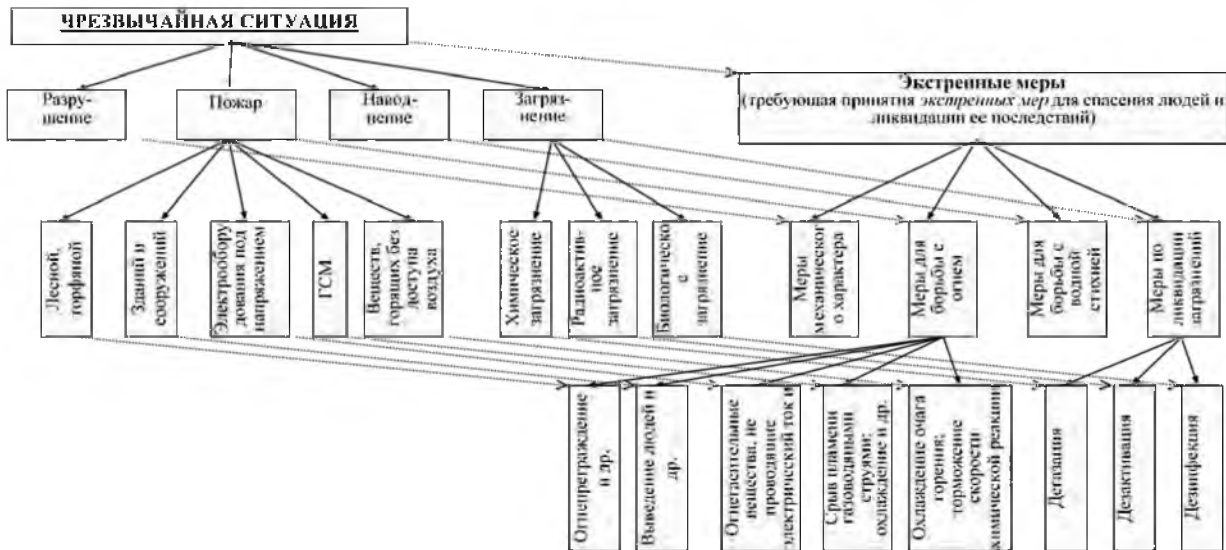 ЧРЕЗВЫЧАЙНАЯ СИТУАЦИЯ
Экстренные меры
(требующая принятия экстренных мер для спасения людей и
ликвидации ее последствий)
Разру-
шение
Пожар
Навод-
нение
Загряз-
нение
Лесной,
торфяной
Зданий и
сооружений
Электрообору
дования под
напряжением
ГСМ
Веществ,
горящих без
доступа
воздуха
Химическое
загрязнение
Радиоактив-
ное
загрязнение
Биологическо
е
загрязнение
Меры
механическог
о характера
Меры для
борьбы с
огнем
Меры для
борьбы с
водной
стихией
Меры по
ликвидации
загразнений
Огнепреграждение
и др.
Выведение людей и
др.
Огнегасительные
вещества, не
проводящие
электрический ток и
Срыв пламени
газоводяными
струями;
охлаждение и др.
Охлаждение очага
горения;
торможение
скорости
химической реакции
Дегазация
Дезактивация
Дезинфекция